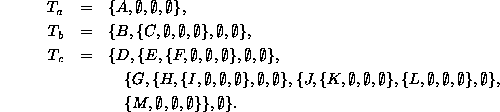 T_a = {A, ∅, ∅, ∅},
T_b = {B, {C, ∅, ∅, ∅}, ∅, ∅},
T_c = {D, {E, {F, ∅, ∅, ∅}, ∅, ∅},
{G, {H, {I, ∅, ∅, ∅}, ∅, ∅}, {J, {K, ∅, ∅, ∅}, {L, ∅, ∅, ∅}, ∅},
{M, ∅, ∅, ∅}}, ∅}.